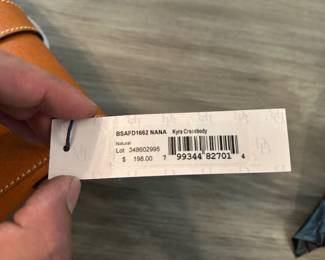 BSAFD1662 NANA Kyra Crossbody
Natural
Lot 348602995
$ 198.00
7 99344 82701 4